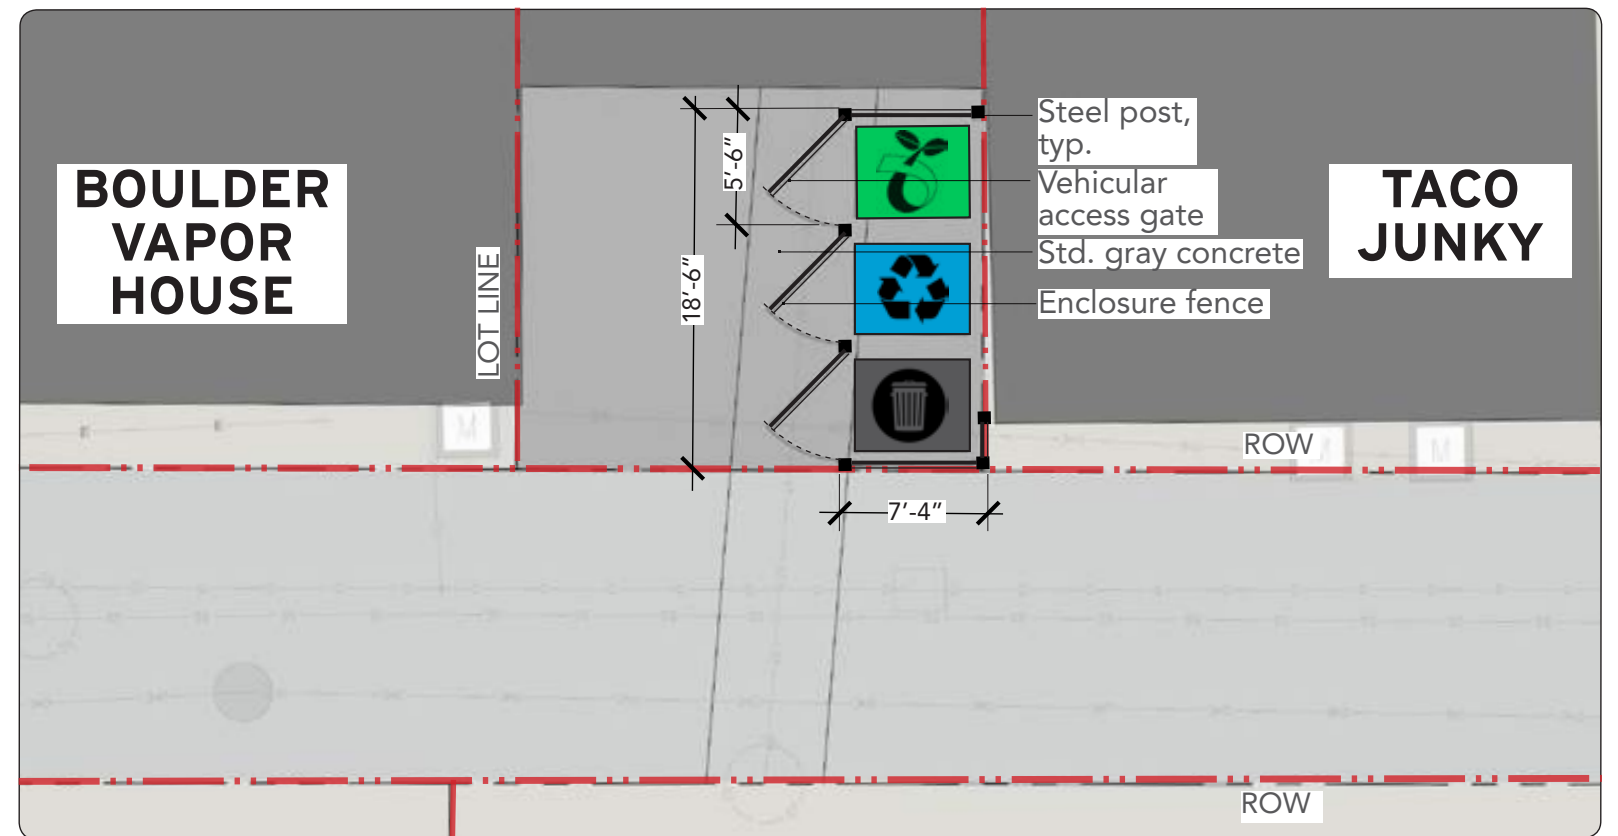 BOULDER
VAPOR
HOUSE
LOT LINE
5’-6”
18’-6”
7’-4”
Steel post,
typ.
Vehicular
access gate
Std. gray concrete
Enclosure fence
TACO
JUNKY
ROW
M
M
M
ROW